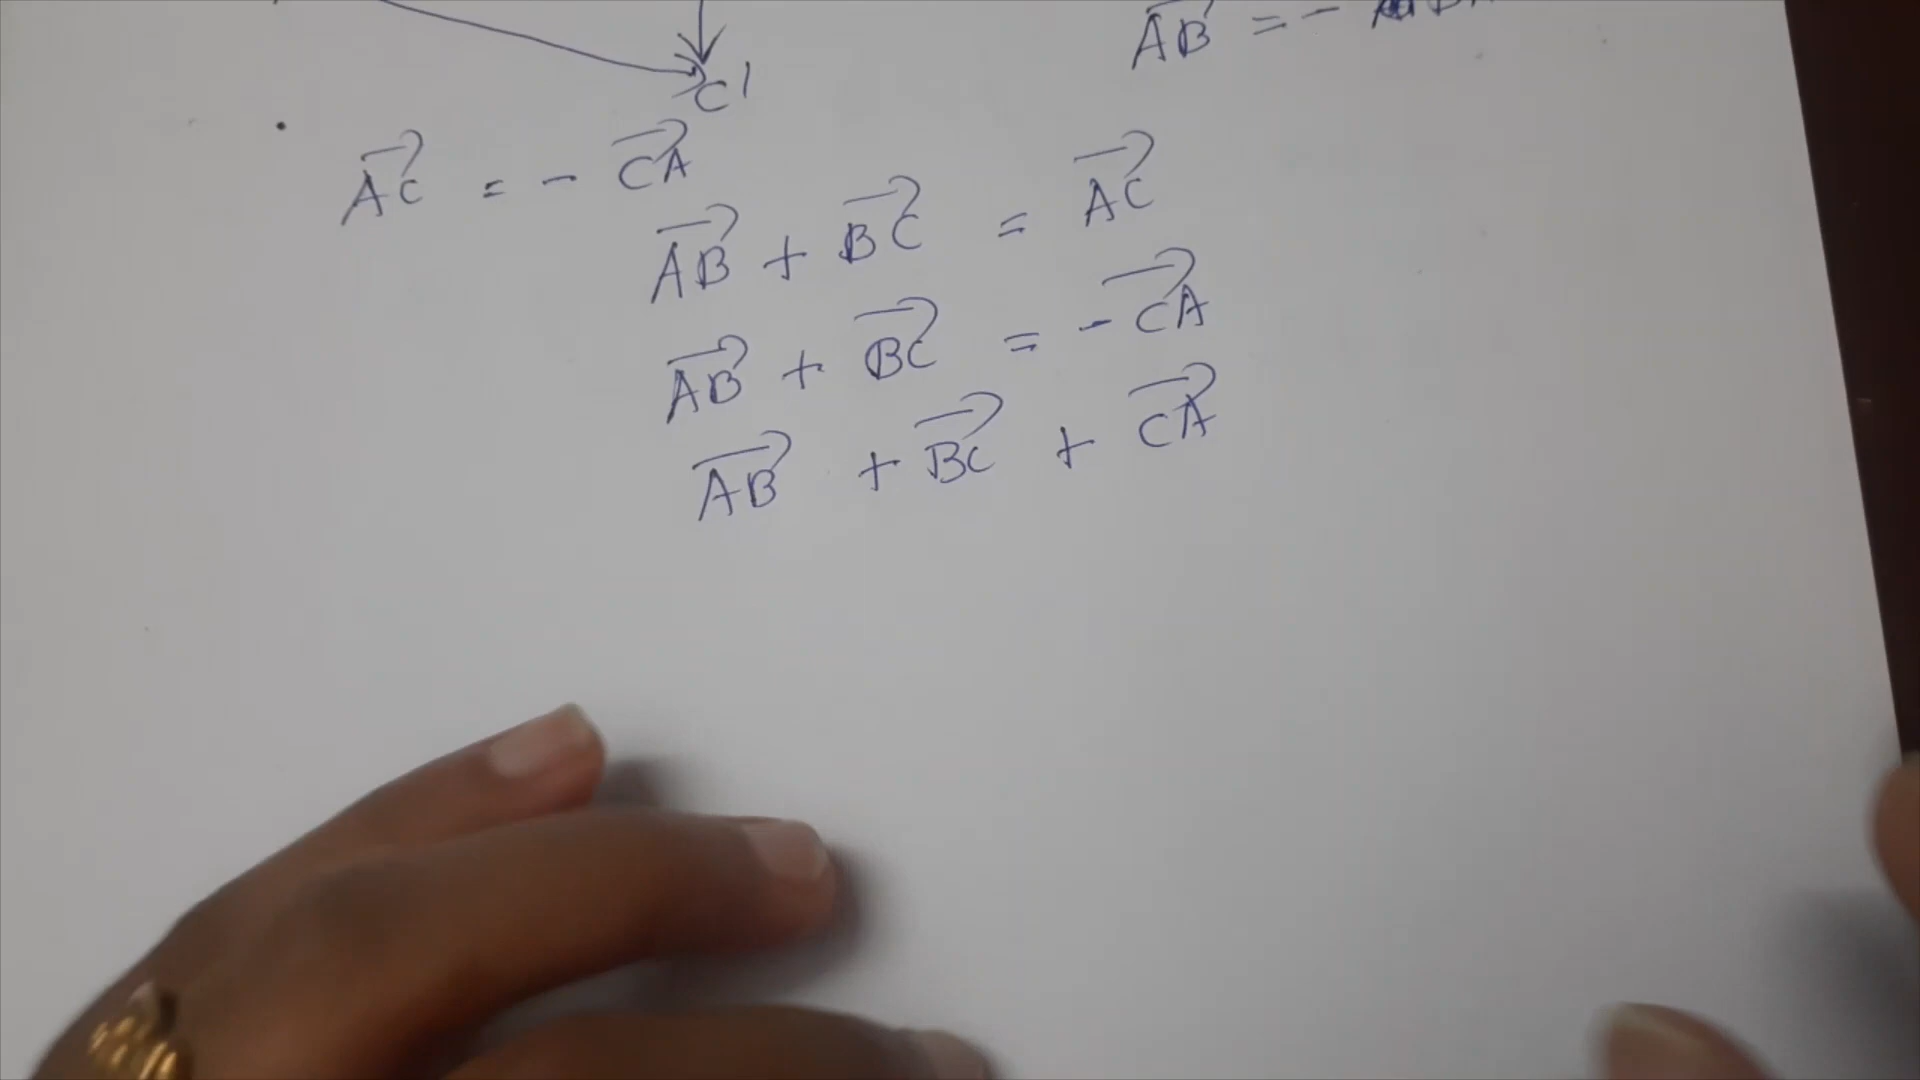 C
AB⃗ = -
AC⃗ = - CA⃗
AB⃗ + BC⃗ = AC⃗
AB⃗ + BC⃗ = - CA⃗
AB⃗ + BC⃗ + CA⃗